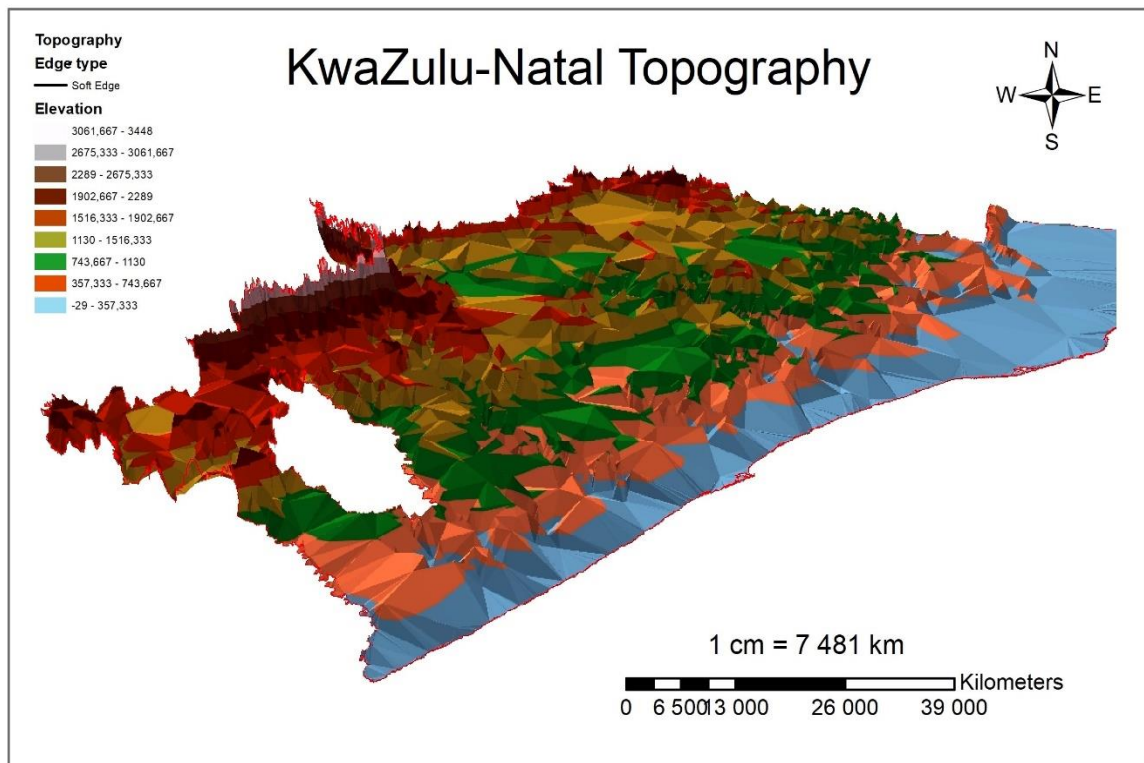 KwaZulu-Natal Topography
Topography
Edge type
Soft Edge
Elevation
3061,667 - 3448
2675,333 - 3061,667
2289 - 2675,333
1902,667 - 2289
1516,333 - 1902,667
1130 - 1516,333
743,667 - 1130
357,333 - 743,667
-29 - 357,333
N
W E
S
1 cm = 7 481 km
Kilometers
0 6 500 13 000 26 000 39 000